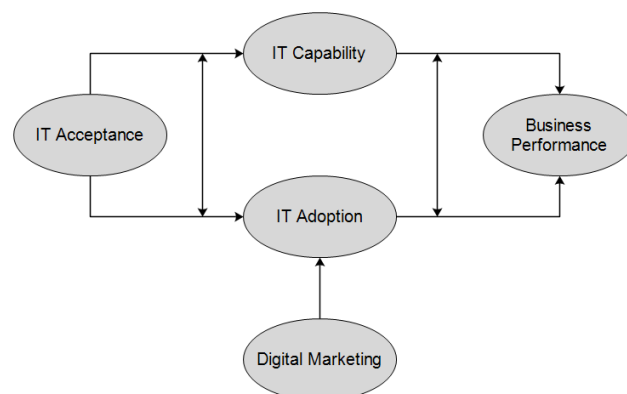 IT Capability
IT Acceptance
Business
Performance
IT Adoption
Digital Marketing